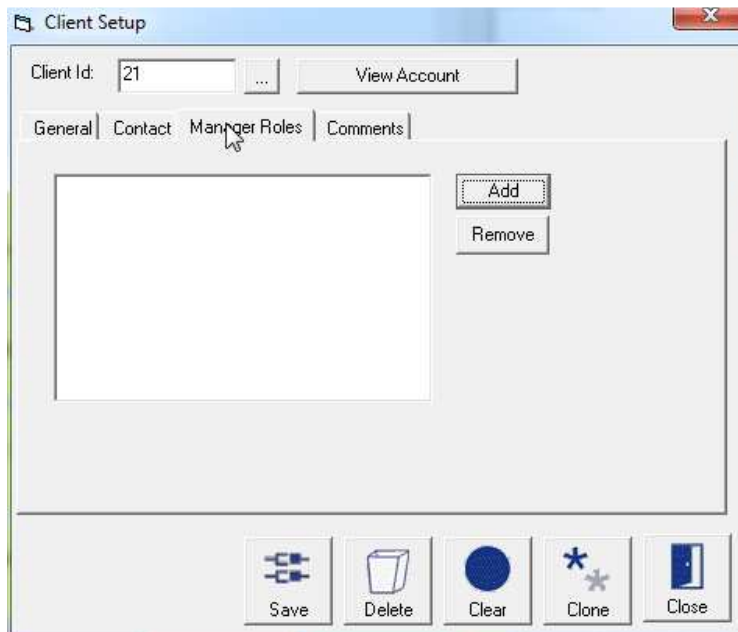 Client Setup
Client Id: 21 ... View Account
General Contact Manager Roles Comments
Add
Remove
Save Delete Clear Clone Close